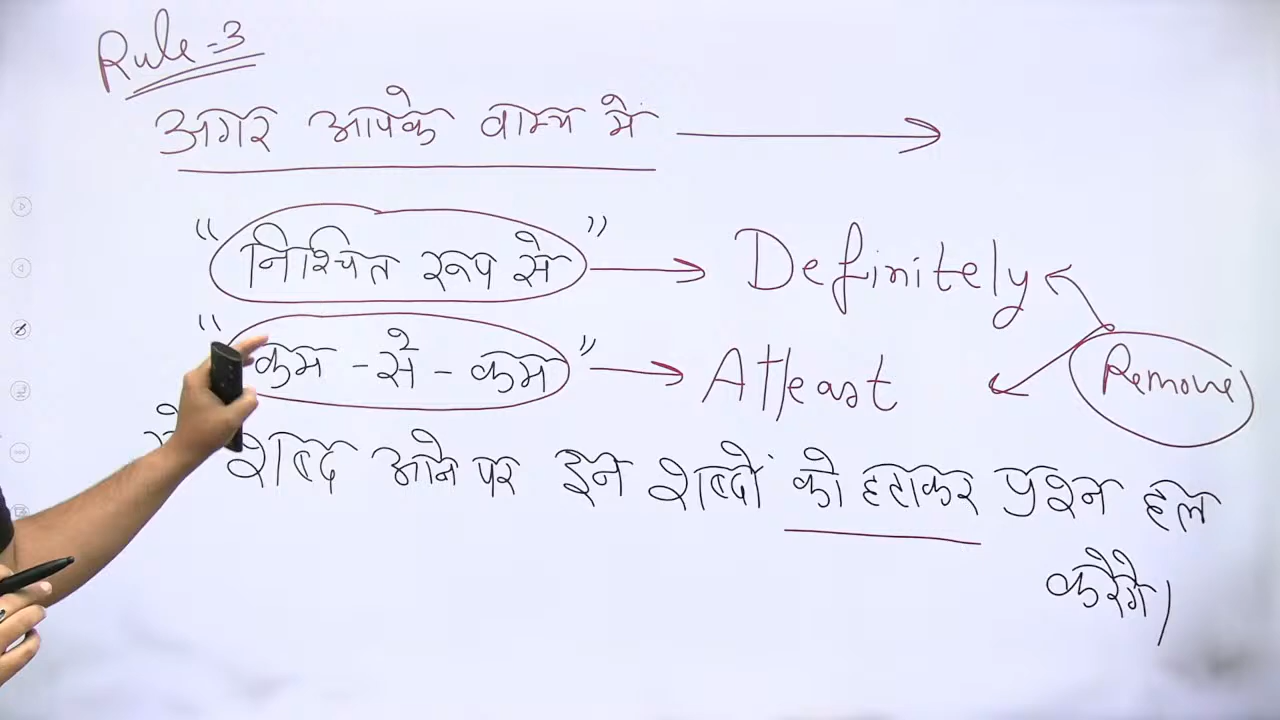 Rule=3
अगर आपके वाक्य में
"निश्चित रूप से" Definitely
"कम-से-कम" Atleast Remove
शब्द आने पर इन शब्दों को हटाकर प्रश्न हल
करेंगे।